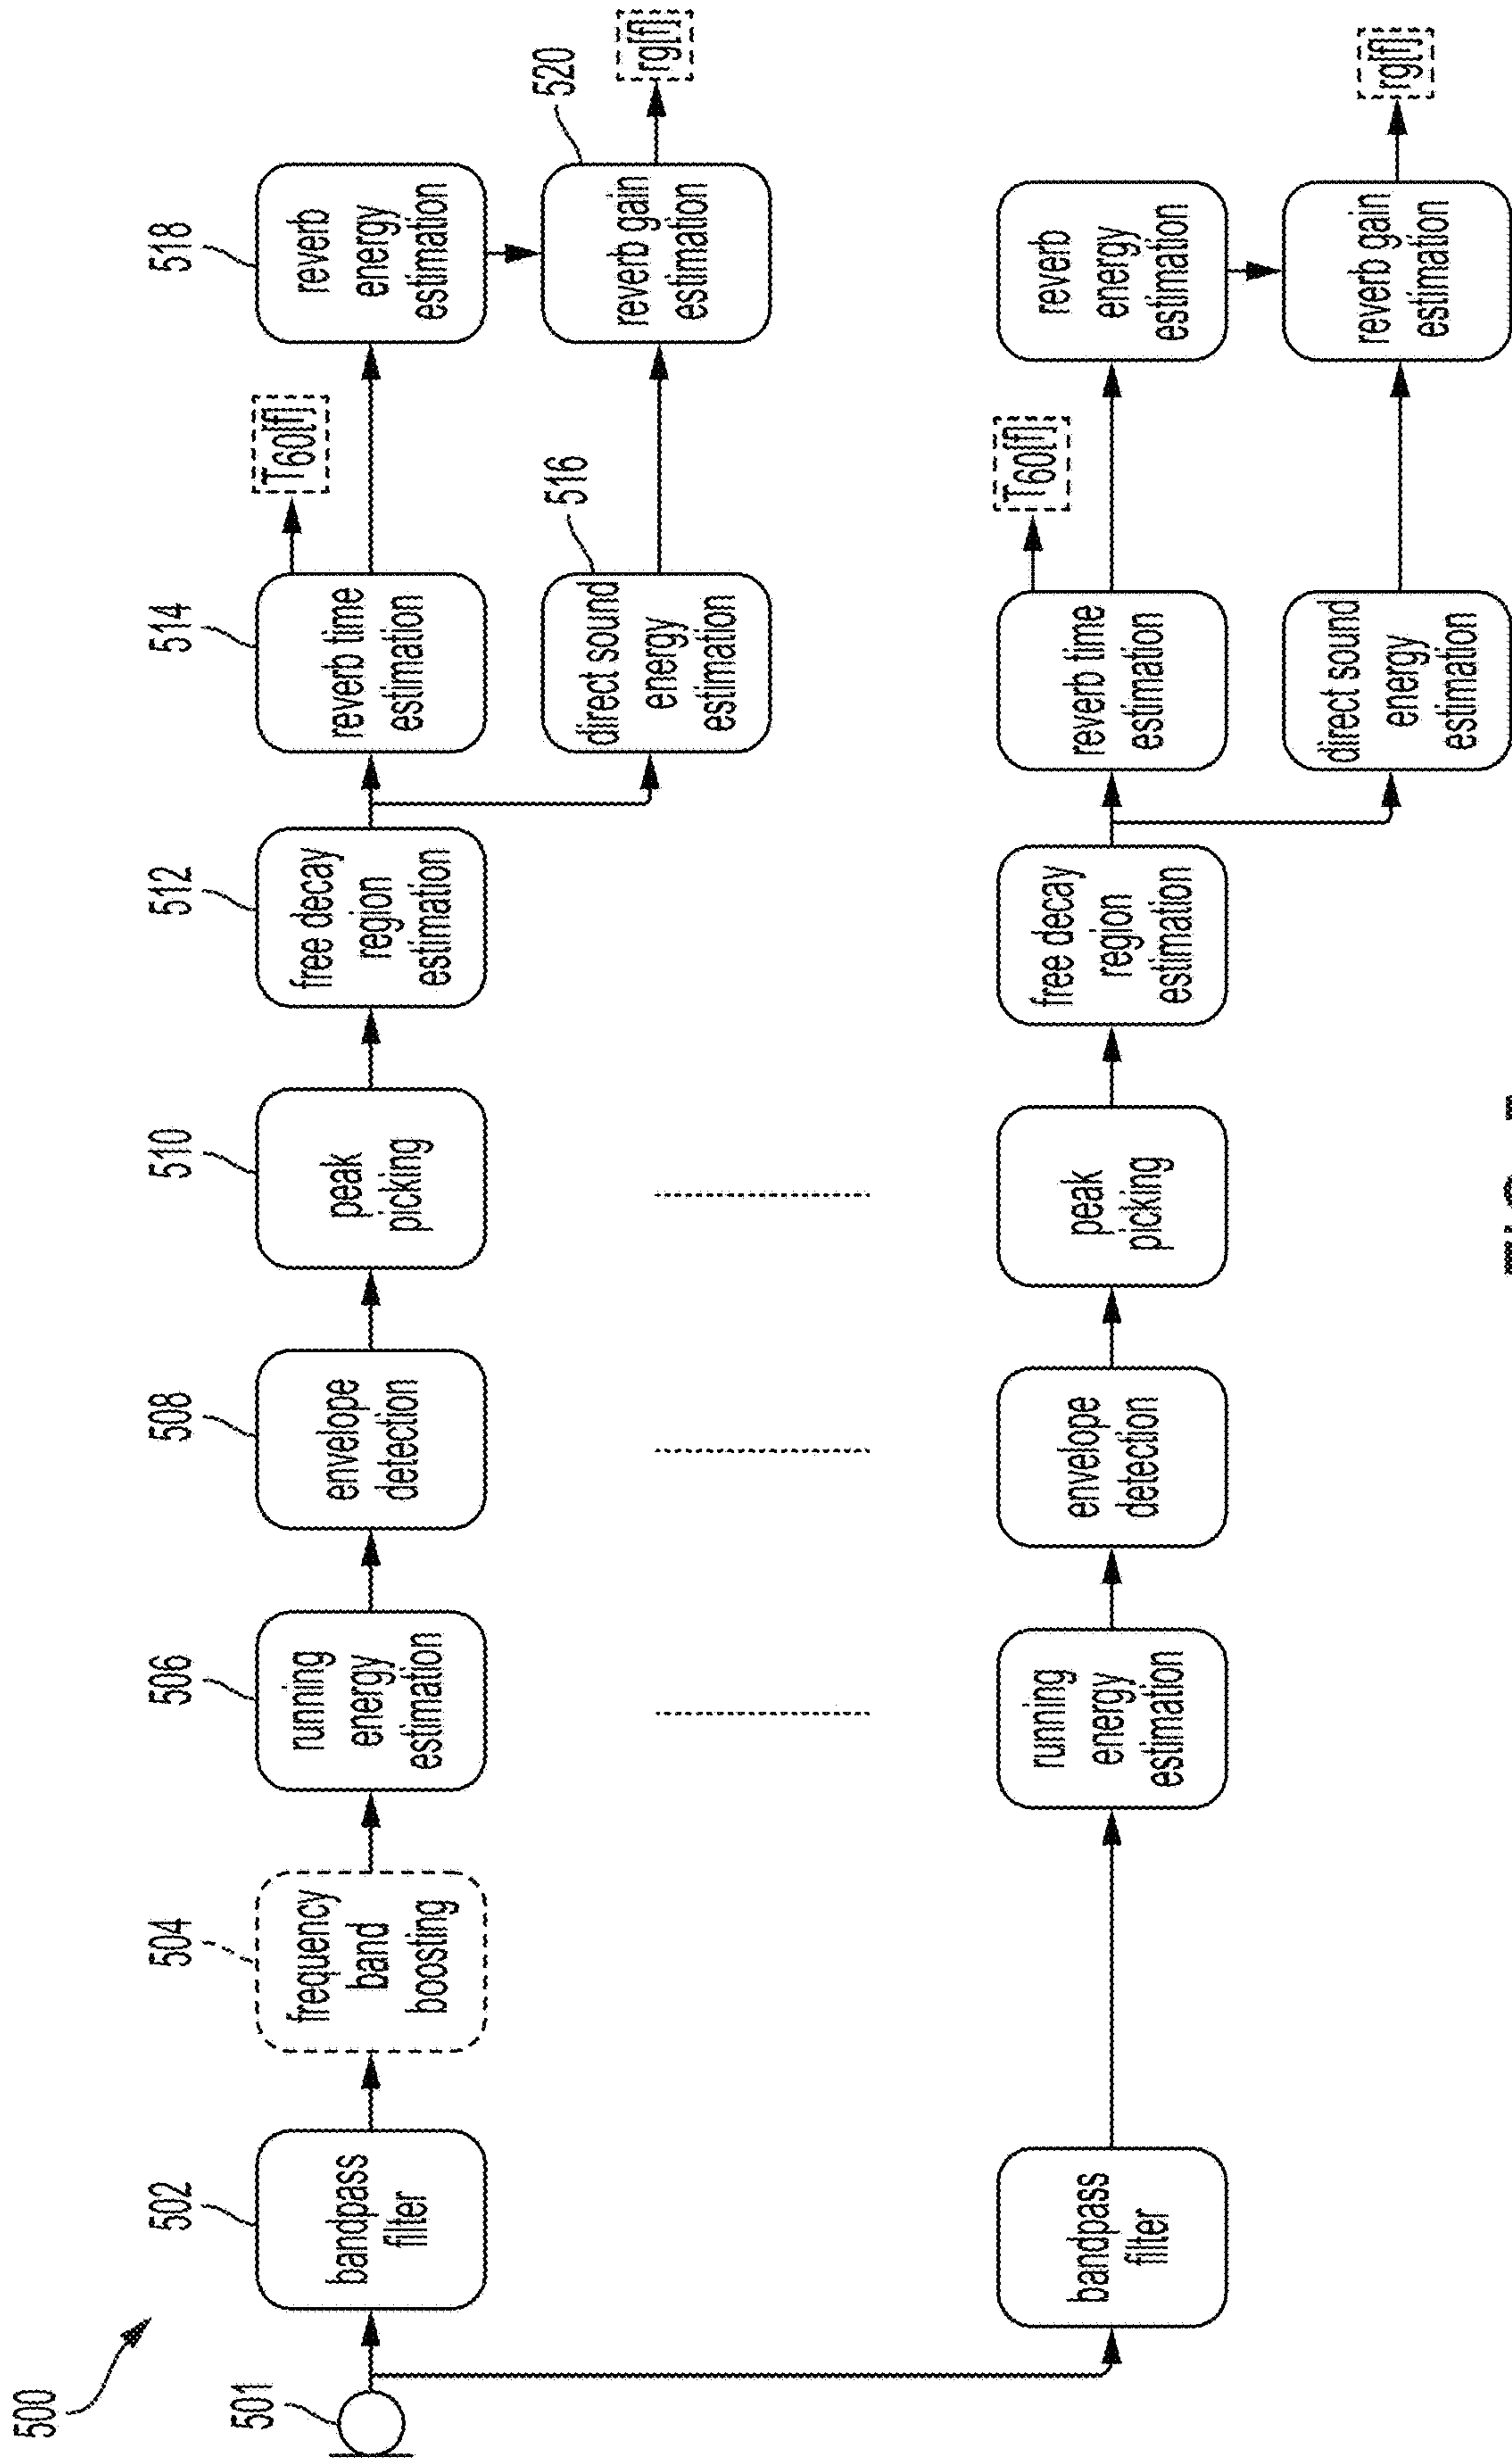 500
501
502
bandpass
filter
504
frequency
band
boosting
506
running
energy
estimation
508
envelope
detection
510
peak
picking
512
free decay
region
estimation
514
reverb time
estimation
T60[f]
516
direct sound
energy
estimation
518
reverb
energy
estimation
520
reverb gain
estimation
rg[f]
bandpass
filter
running
energy
estimation
envelope
detection
peak
picking
free decay
region
estimation
reverb time
estimation
T60[f]
direct sound
energy
estimation
reverb
energy
estimation
reverb gain
estimation
rg[f]